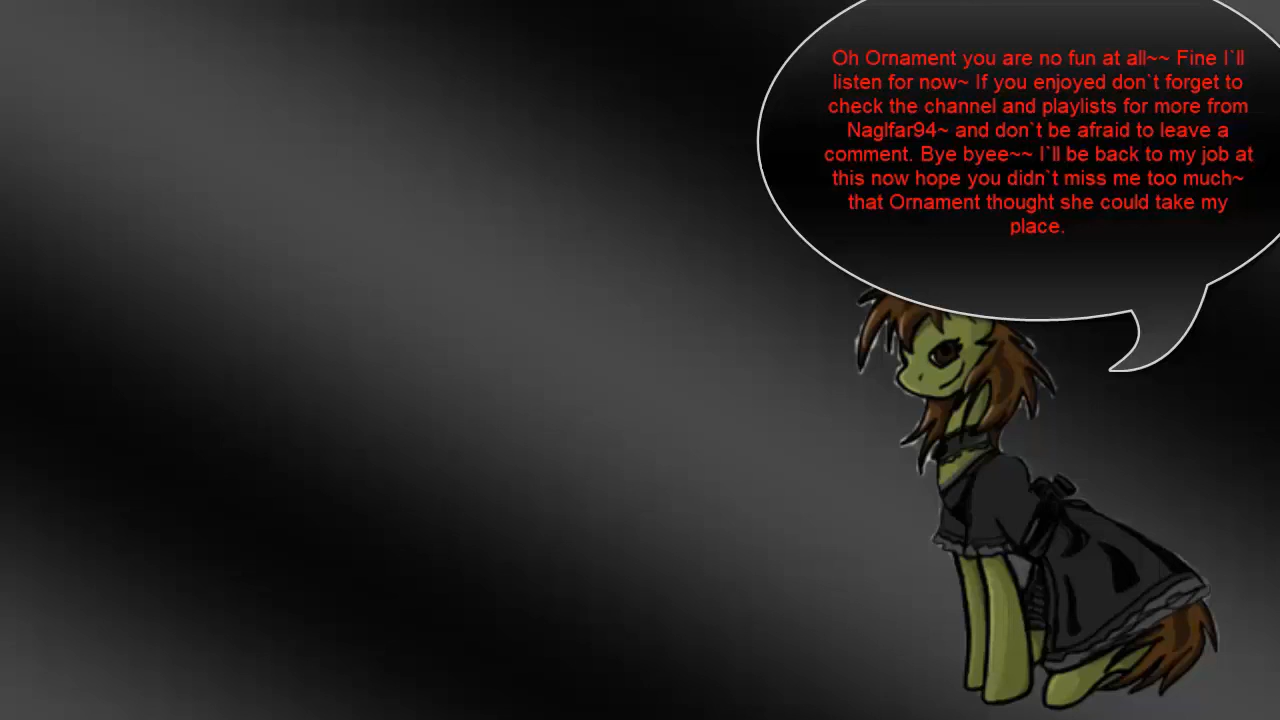 Oh Ornament you are no fun at all~~ Fine I`ll
listen for now~ If you enjoyed don`t forget to
check the channel and playlists for more from
Naglfar94~ and don`t be afraid to leave a
comment. Bye byee~~ I`ll be back to my job at
this now hope you didn`t miss me too much~
that Ornament thought she could take my
place.